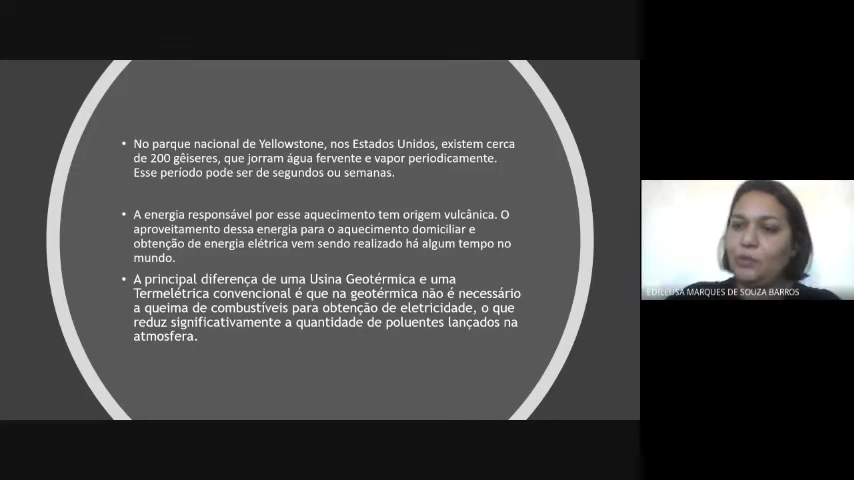 • No parque nacional de Yellowstone, nos Estados Unidos, existem cerca
de 200 gêiseres, que jorram água fervente e vapor periodicamente.
Esse período pode ser de segundos ou semanas.
• A energia responsável por esse aquecimento tem origem vulcânica. O
aproveitamento dessa energia para o aquecimento domiciliar e
obtenção de energia elétrica vem sendo realizado há algum tempo no
mundo.
• A principal diferença de uma Usina Geotérmica e uma
Termelétrica convencional é que na geotérmica não é necessário
a queima de combustíveis para obtenção de eletricidade, o que
reduz significativamente a quantidade de poluentes lançados na
atmosfera.
EDILEUSA MARQUES DE SOUZA BARROS